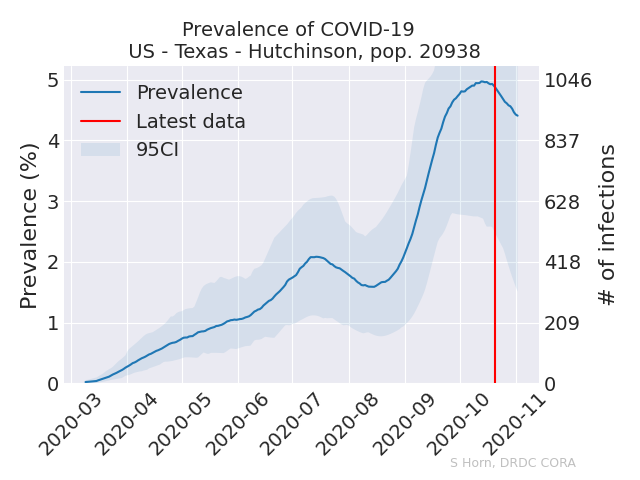 Prevalence of COVID-19
US - Texas - Hutchinson, pop. 20938
Prevalence
Latest data
95CI
Prevalence (%)
5
4
3
2
1
0
1046
837
628
418
209
0
# of infections
2020-03
2020-04
2020-05
2020-06
2020-07
2020-08
2020-09
2020-10
2020-11
S Horn, DRDC CORA